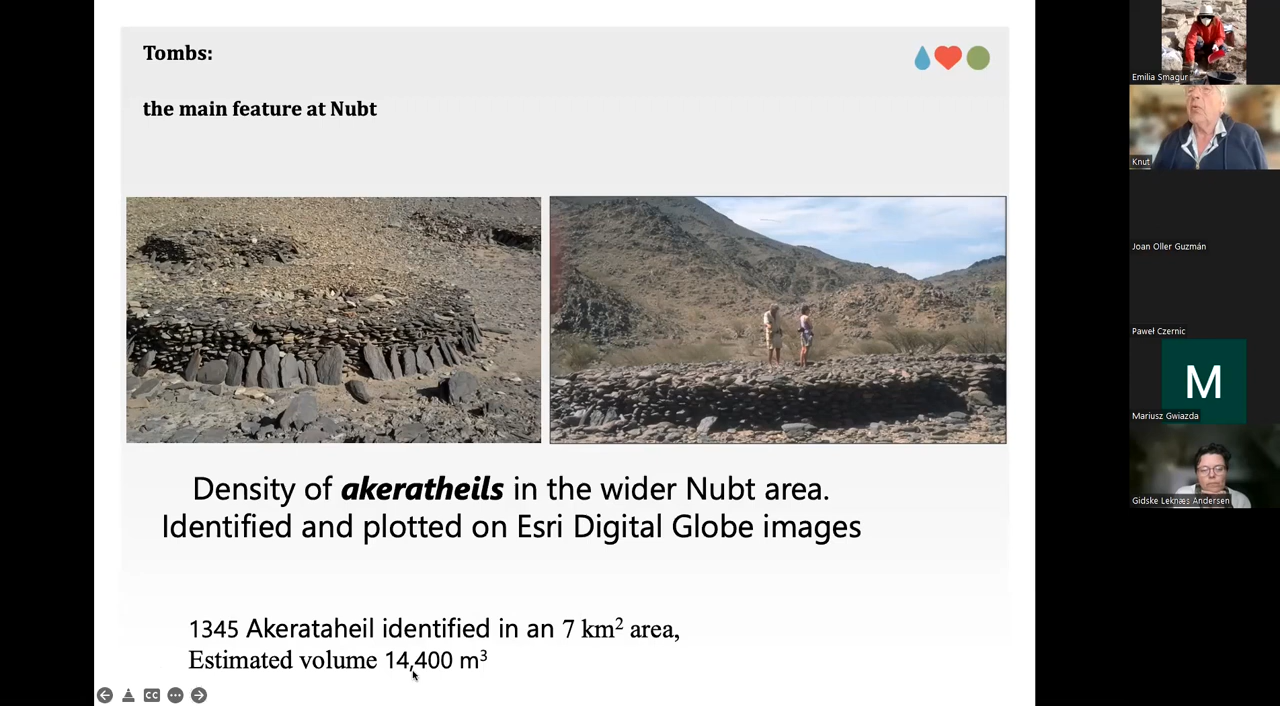 Tombs:
the main feature at Nubt
Density of akeratheils in the wider Nubt area.
Identified and plotted on Esri Digital Globe images
1345 Akerataheil identified in an 7 km² area,
Estimated volume 14,400 m³
CC
Emilia Smagur
Knut
Joan Oller Guzmán
Paweł Czernic
M
Mariusz Gwiazda
Gidske Leknæs Andersen